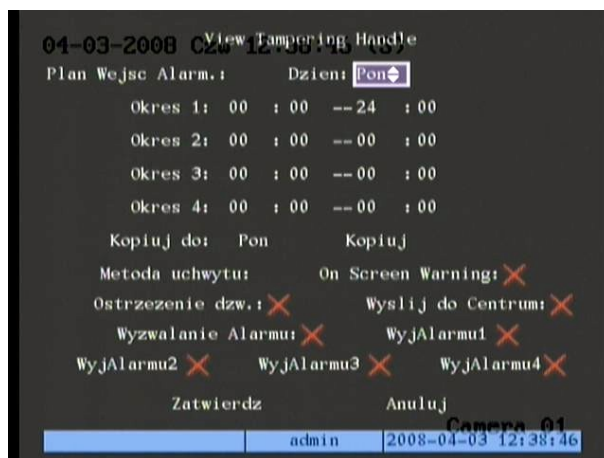 04-03-2008 Czw 12:38:45 (S)
View Tampering Handle
Plan Wejsc Alarm.: Dzien: Pon
Okres 1: 00 : 00 --24 : 00
Okres 2: 00 : 00 --00 : 00
Okres 3: 00 : 00 --00 : 00
Okres 4: 00 : 00 --00 : 00
Kopiuj do: Pon Kopiuj
Metoda uchwytu: On Screen Warning:
Ostrzezenie dzw.: Wyslij do Centrum:
Wyzwalanie Alarmu: WyjAlarmu1
WyjAlarmu2 WyjAlarmu3 WyjAlarmu4
Zatwierdz Anuluj
Camera 01
admin 2008-04-03 12:38:46